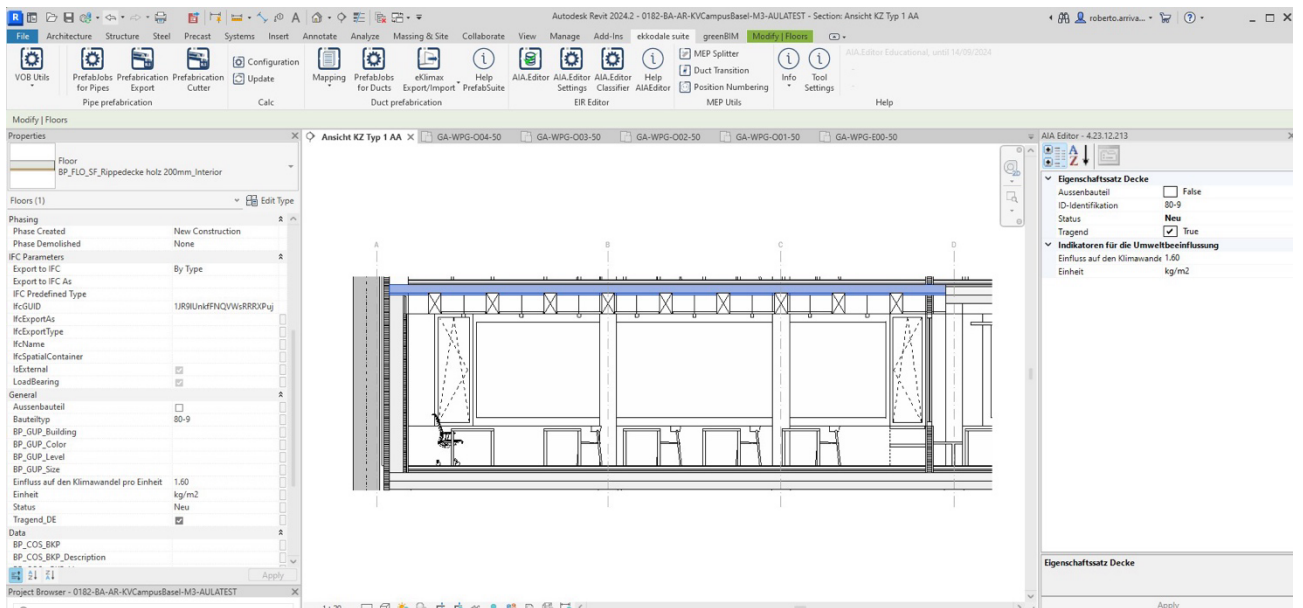 Autodesk Revit 2024.2 - 0182-BA-AR-KVCampusBasel-M3-AULATEST - Section: Ansicht KZ Typ 1 AA
roberto.arriva...
File Architecture Structure Steel Precast Systems Insert Annotate Analyze Massing & Site Collaborate View Manage Add-Ins ekkodale suite greenBIM Modify | Floors
VOB Utils
PrefabJobs for Pipes
Prefabrication Export
Prefabrication Cutter
Configuration
Update
Mapping
PrefabJobs for Ducts
eKlimax Export/Import
Help PrefabSuite
AIA.Editor
AIA.Editor Settings
AIA.Editor Classifier
Help AIAEditor
MEP Splitter
Duct Transition
Position Numbering
Info
Tool Settings
AIA.Editor Educational, until 14/09/2024
Pipe prefabrication Calc Duct prefabrication EIR Editor MEP Utils Help
Modify | Floors
Properties
Floor
BP_FLO_SF_Rippedecke holz 200mm_Interior
Floors (1) Edit Type
Phasing
Phase Created New Construction
Phase Demolished None
IFC Parameters
Export to IFC By Type
Export to IFC As
IFC Predefined Type
IfcGUID 1JR9IUnkfFNQVWsRRRXPuj
IfcExportAs
IfcExportType
IfcName
IfcSpatialContainer
IsExternal
LoadBearing
General
Aussenbauteil
Bauteiltyp 80-9
BP_GUP_Building
BP_GUP_Color
BP_GUP_Level
BP_GUP_Size
Einfluss auf den Klimawandel pro Einheit 1.60
Einheit kg/m2
Status Neu
Tragend_DE
Data
BP_COS_BKP
BP_COS_BKP_Description
Apply
Project Browser - 0182-BA-AR-KVCampusBasel-M3-AULATEST
Ansicht KZ Typ 1 AA GA-WPG-O04-50 GA-WPG-O03-50 GA-WPG-O02-50 GA-WPG-O01-50 GA-WPG-E00-50
A B C D
1 : 20
AIA Editor - 4.23.12.213
Eigenschaftssatz Decke
Aussenbauteil False
ID-Identifikation 80-9
Status Neu
Tragend True
Indikatoren für die Umweltbeeinflussung
Einfluss auf den Klimawande 1.60
Einheit kg/m2
Eigenschaftssatz Decke
Apply